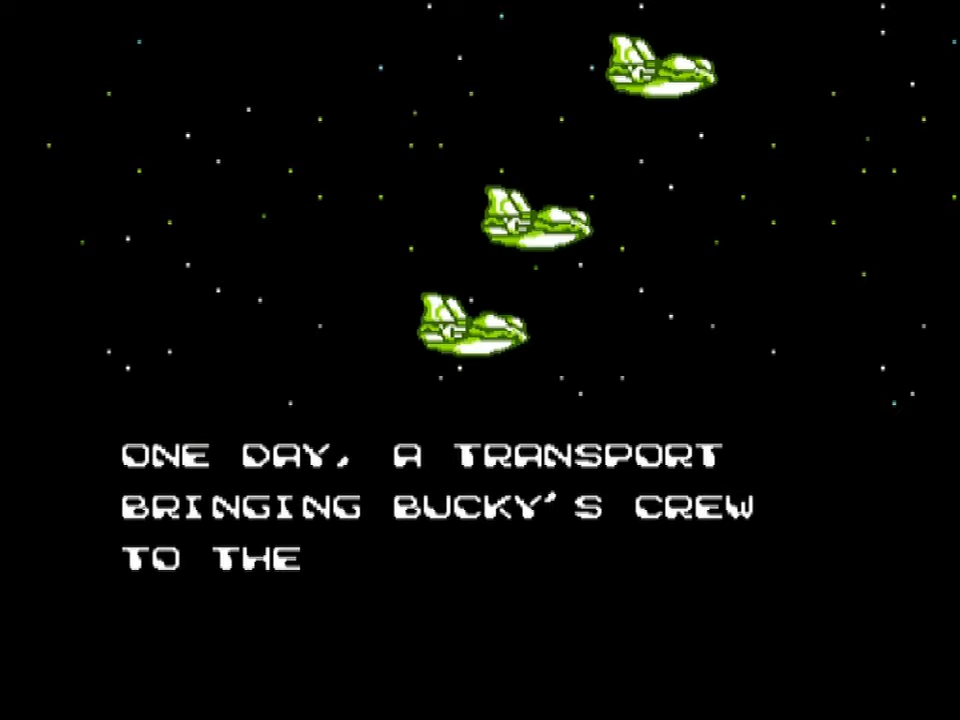 ONE DAY, A TRANSPORT
BRINGING BUCKY'S CREW
TO THE